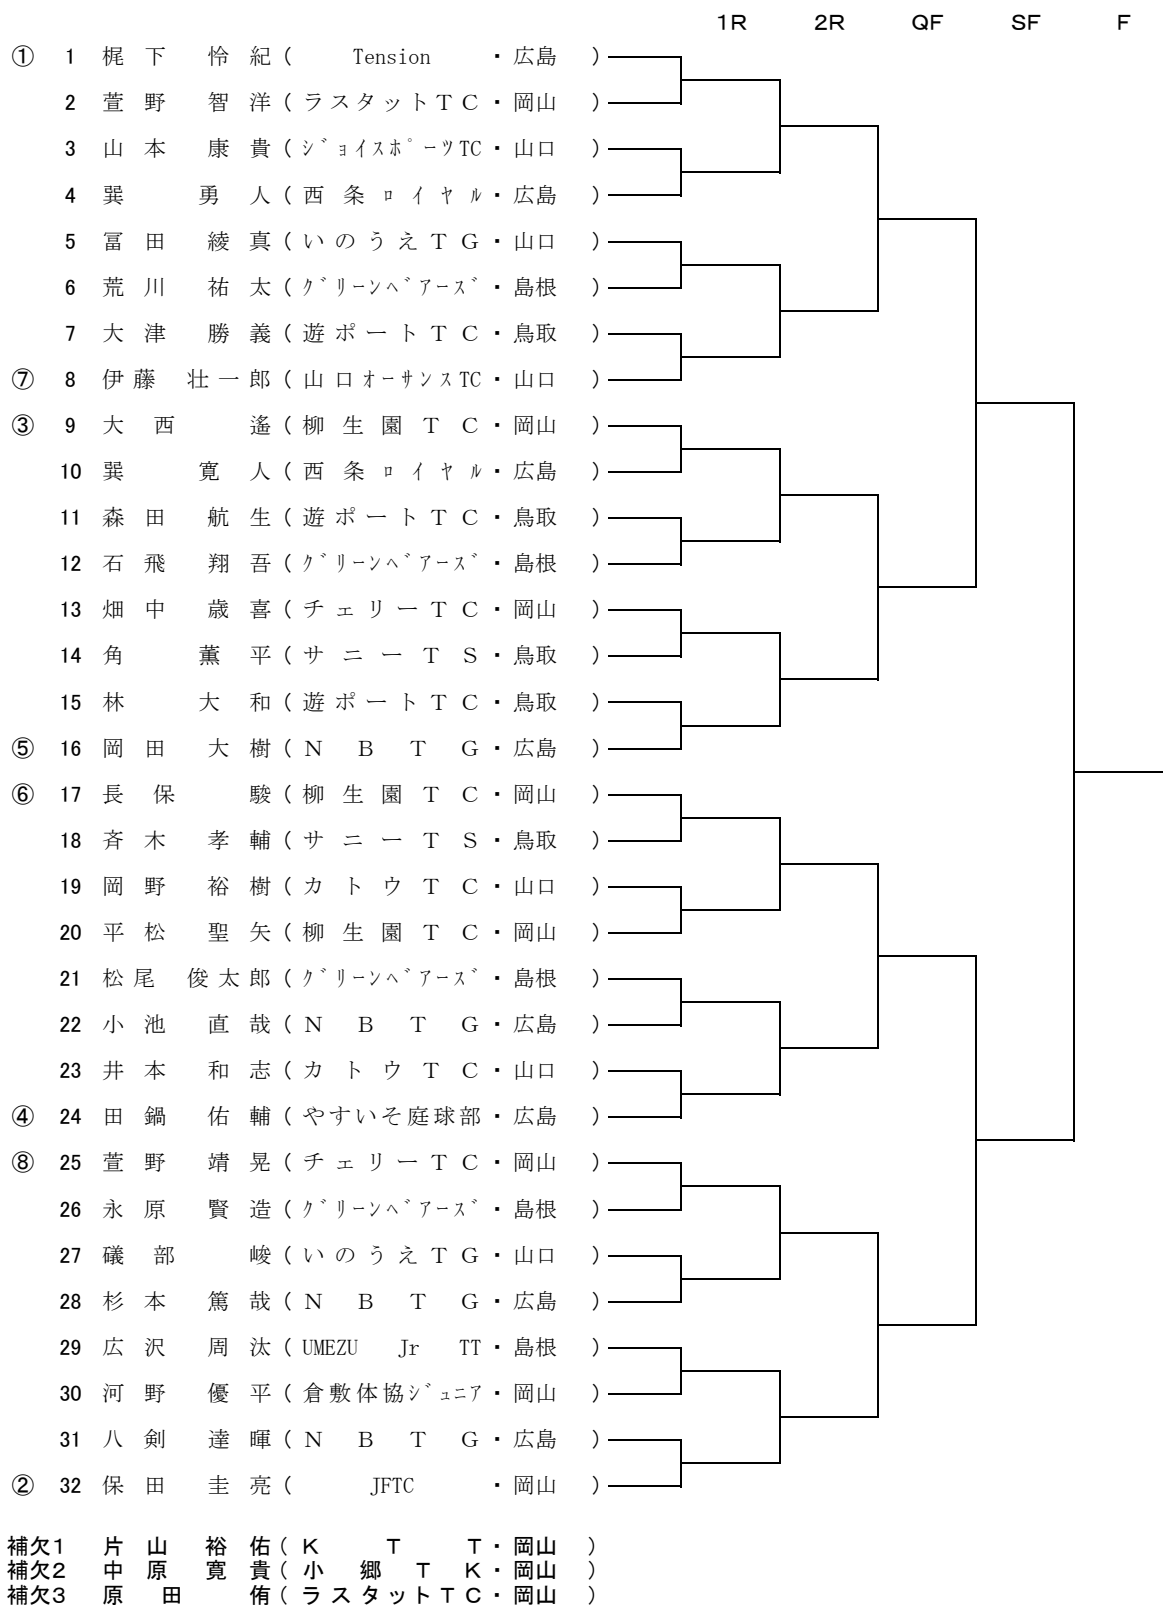 1R 2R QF SF F
① 1 梶下 怜紀(Tension・広島)
2 萱野 智洋(ラスタットTC・岡山)
3 山本 康貴(ジョイスポーツTC・山口)
4 巽 勇人(西条ロイヤル・広島)
5 冨田 綾真(いのうえTG・山口)
6 荒川 祐太(グリーンベアーズ・島根)
7 大津 勝義(遊ポートTC・鳥取)
⑦ 8 伊藤 壮一郎(山口オーサンスTC・山口)
③ 9 大西 遙(柳生園TC・岡山)
10 巽 寛人(西条ロイヤル・広島)
11 森田 航生(遊ポートTC・鳥取)
12 石飛 翔吾(グリーンベアーズ・島根)
13 畑中 歳喜(チェリーTC・岡山)
14 角 薫平(サニーTS・鳥取)
15 林 大和(遊ポートTC・鳥取)
⑤ 16 岡田 大樹(NBTG・広島)
⑥ 17 長保 駿(柳生園TC・岡山)
18 斉木 孝輔(サニーTS・鳥取)
19 岡野 裕樹(カトウTC・山口)
20 平松 聖矢(柳生園TC・岡山)
21 松尾 俊太郎(グリーンベアーズ・島根)
22 小池 直哉(NBTG・広島)
23 井本 和志(カトウTC・山口)
④ 24 田鍋 佑輔(やすいそ庭球部・広島)
⑧ 25 萱野 靖晃(チェリーTC・岡山)
26 永原 賢造(グリーンベアーズ・島根)
27 礒部 峻(いのうえTG・山口)
28 杉本 篤哉(NBTG・広島)
29 広沢 周汰(UMEZU Jr TT・島根)
30 河野 優平(倉敷体協ジュニア・岡山)
31 八剣 達暉(NBTG・広島)
② 32 保田 圭亮(JFTC・岡山)
補欠1 片山 裕佑(KTT・岡山)
補欠2 中原 寛貴(小郷TK・岡山)
補欠3 原田 侑(ラスタットTC・岡山)